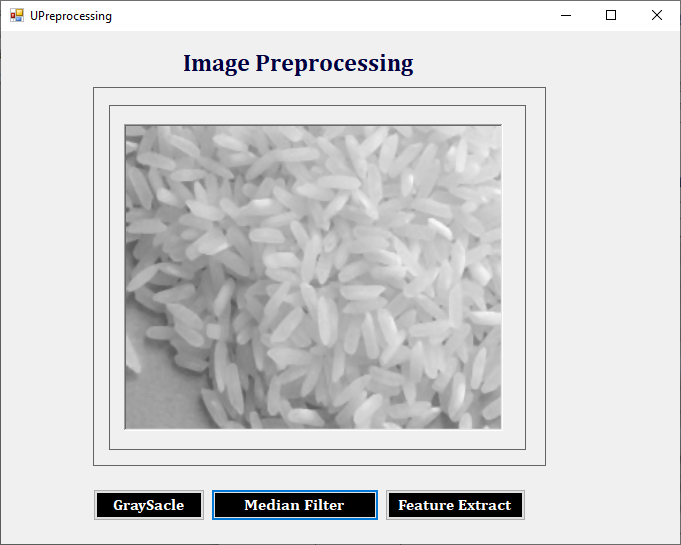 UPreprocessing
Image Preprocessing
GraySacle
Median Filter
Feature Extract